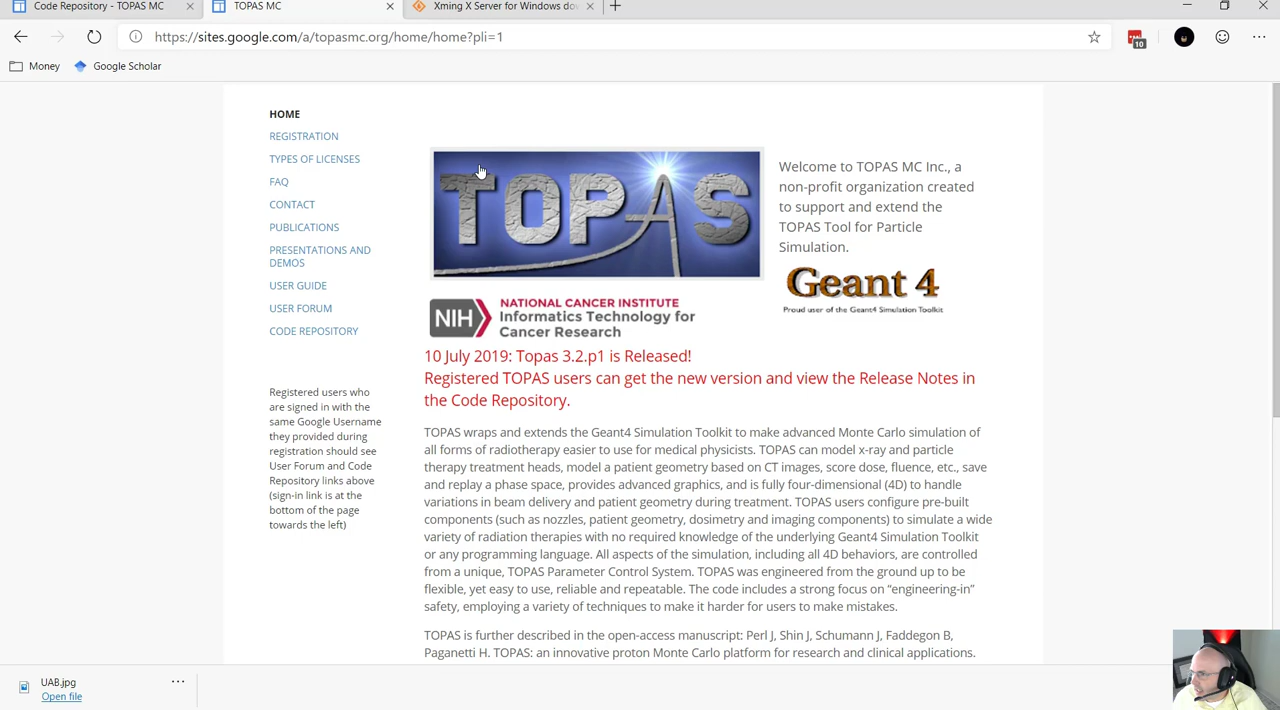 Code Repository - TOPAS MC
TOPAS MC
Xming X Server for Windows do
https://sites.google.com/a/topasmc.org/home/home?pli=1
10
Money
Google Scholar
HOME
REGISTRATION
TYPES OF LICENSES
FAQ
CONTACT
PUBLICATIONS
PRESENTATIONS AND
DEMOS
USER GUIDE
USER FORUM
CODE REPOSITORY
Registered users who
are signed in with the
same Google Username
they provided during
registration should see
User Forum and Code
Repository links above
(sign-in link is at the
bottom of the page
towards the left)
TOPAS
Welcome to TOPAS MC Inc., a
non-profit organization created
to support and extend the
TOPAS Tool for Particle
Simulation.
Geant 4
Proud user of the Geant4 Simulation Toolkit
NIH
NATIONAL CANCER INSTITUTE
Informatics Technology for
Cancer Research
10 July 2019: Topas 3.2.p1 is Released!
Registered TOPAS users can get the new version and view the Release Notes in
the Code Repository.
TOPAS wraps and extends the Geant4 Simulation Toolkit to make advanced Monte Carlo simulation of
all forms of radiotherapy easier to use for medical physicists. TOPAS can model x-ray and particle
therapy treatment heads, model a patient geometry based on CT images, score dose, fluence, etc., save
and replay a phase space, provides advanced graphics, and is fully four-dimensional (4D) to handle
variations in beam delivery and patient geometry during treatment. TOPAS users configure pre-built
components (such as nozzles, patient geometry, dosimetry and imaging components) to simulate a wide
variety of radiation therapies with no required knowledge of the underlying Geant4 Simulation Toolkit
or any programming language. All aspects of the simulation, including all 4D behaviors, are controlled
from a unique, TOPAS Parameter Control System. TOPAS was engineered from the ground up to be
flexible, yet easy to use, reliable and repeatable. The code includes a strong focus on “engineering-in”
safety, employing a variety of techniques to make it harder for users to make mistakes.
TOPAS is further described in the open-access manuscript: Perl J, Shin J, Schumann J, Faddegon B,
Paganetti H. TOPAS: an innovative proton Monte Carlo platform for research and clinical applications.
UAB.jpg
Open file